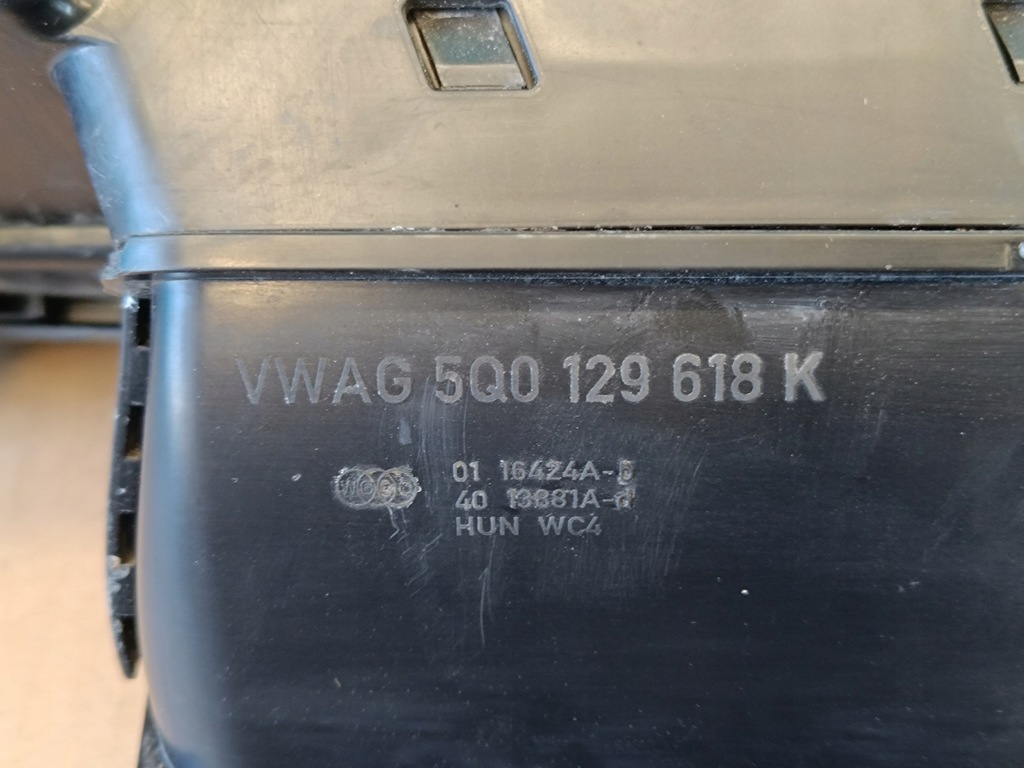 VWAG 5Q0 129 618 K
01 16424A-
40 13881A-
HUN WC4